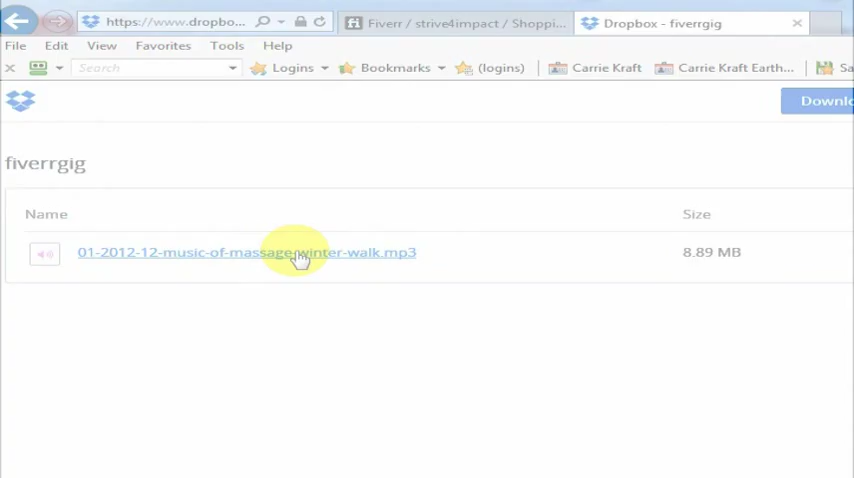 https://www.dropbo... Fiverr / strive4impact / Shoppi... Dropbox - fiverrgig
File Edit View Favorites Tools Help
Search Logins Bookmarks (logins) Carrie Kraft Carrie Kraft Earth... Sa
Downlo
fiverrgig
Name Size
01-2012-12-music-of-massage-winter-walk.mp3 8.89 MB